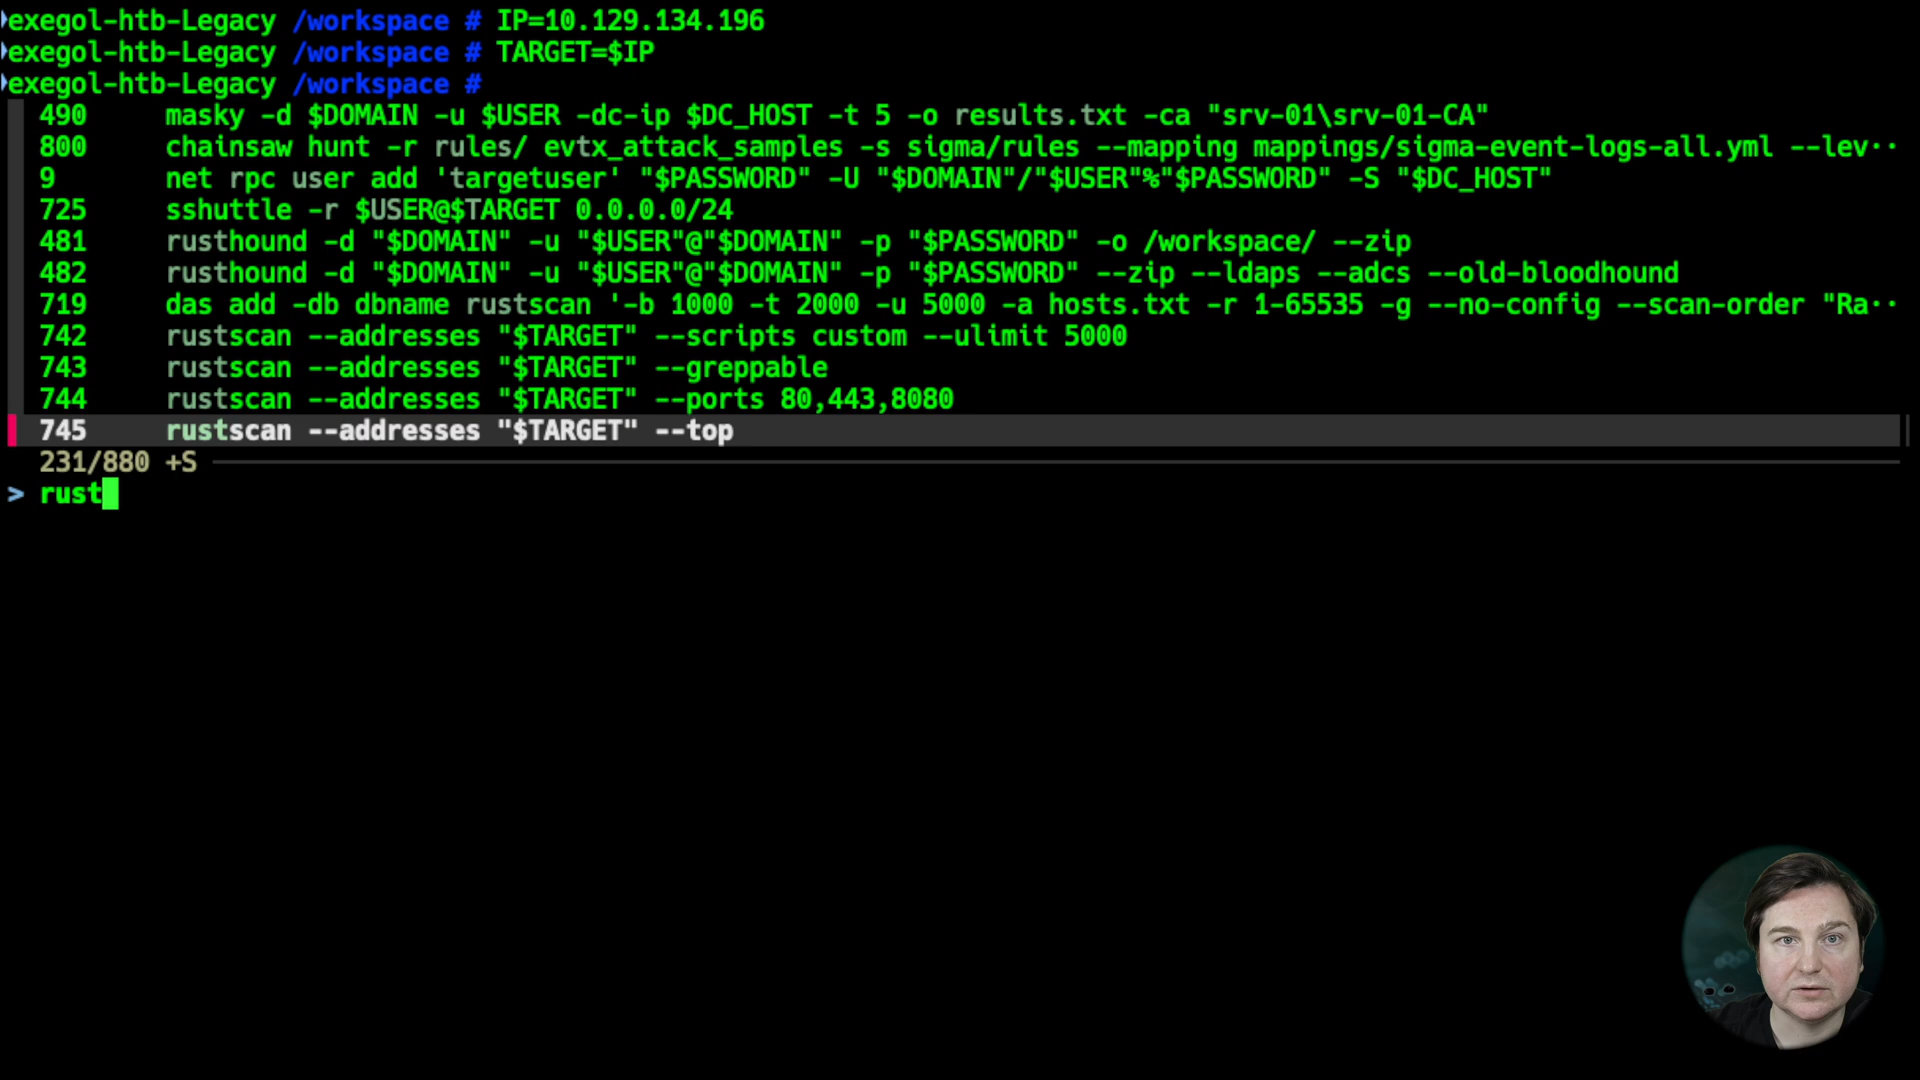 exegol-htb-Legacy /workspace # IP=10.129.134.196
exegol-htb-Legacy /workspace # TARGET=$IP
exegol-htb-Legacy /workspace #
490 masky -d $DOMAIN -u $USER -dc-ip $DC_HOST -t 5 -o results.txt -ca "srv-01\srv-01-CA"
800 chainsaw hunt -r rules/ evtx_attack_samples -s sigma/rules --mapping mappings/sigma-event-logs-all.yml --lev··
9 net rpc user add 'targetuser' "$PASSWORD" -U "$DOMAIN"/"$USER"%"$PASSWORD" -S "$DC_HOST"
725 sshuttle -r $USER@$TARGET 0.0.0.0/24
481 rusthound -d "$DOMAIN" -u "$USER"@"$DOMAIN" -p "$PASSWORD" -o /workspace/ --zip
482 rusthound -d "$DOMAIN" -u "$USER"@"$DOMAIN" -p "$PASSWORD" --zip --ldaps --adcs --old-bloodhound
719 das add -db dbname rustscan '-b 1000 -t 2000 -u 5000 -a hosts.txt -r 1-65535 -g --no-config --scan-order "Ra··
742 rustscan --addresses "$TARGET" --scripts custom --ulimit 5000
743 rustscan --addresses "$TARGET" --greppable
744 rustscan --addresses "$TARGET" --ports 80,443,8080
745 rustscan --addresses "$TARGET" --top
231/880 +S
> rust